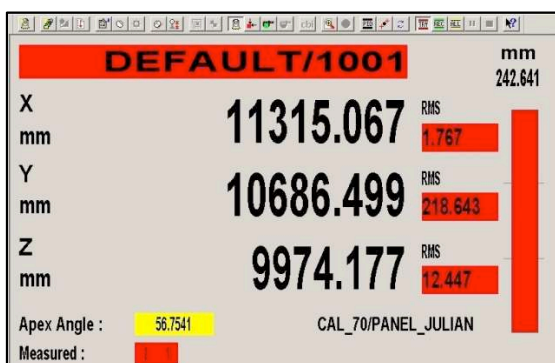 DEFAULT/1001
mm
242.641
X
mm
11315.067
RMS
1.767
Y
mm
10686.499
RMS
218.643
Z
mm
9974.177
RMS
12.447
Apex Angle :
56.7541
CAL_70/PANEL_JULIAN
Measured :